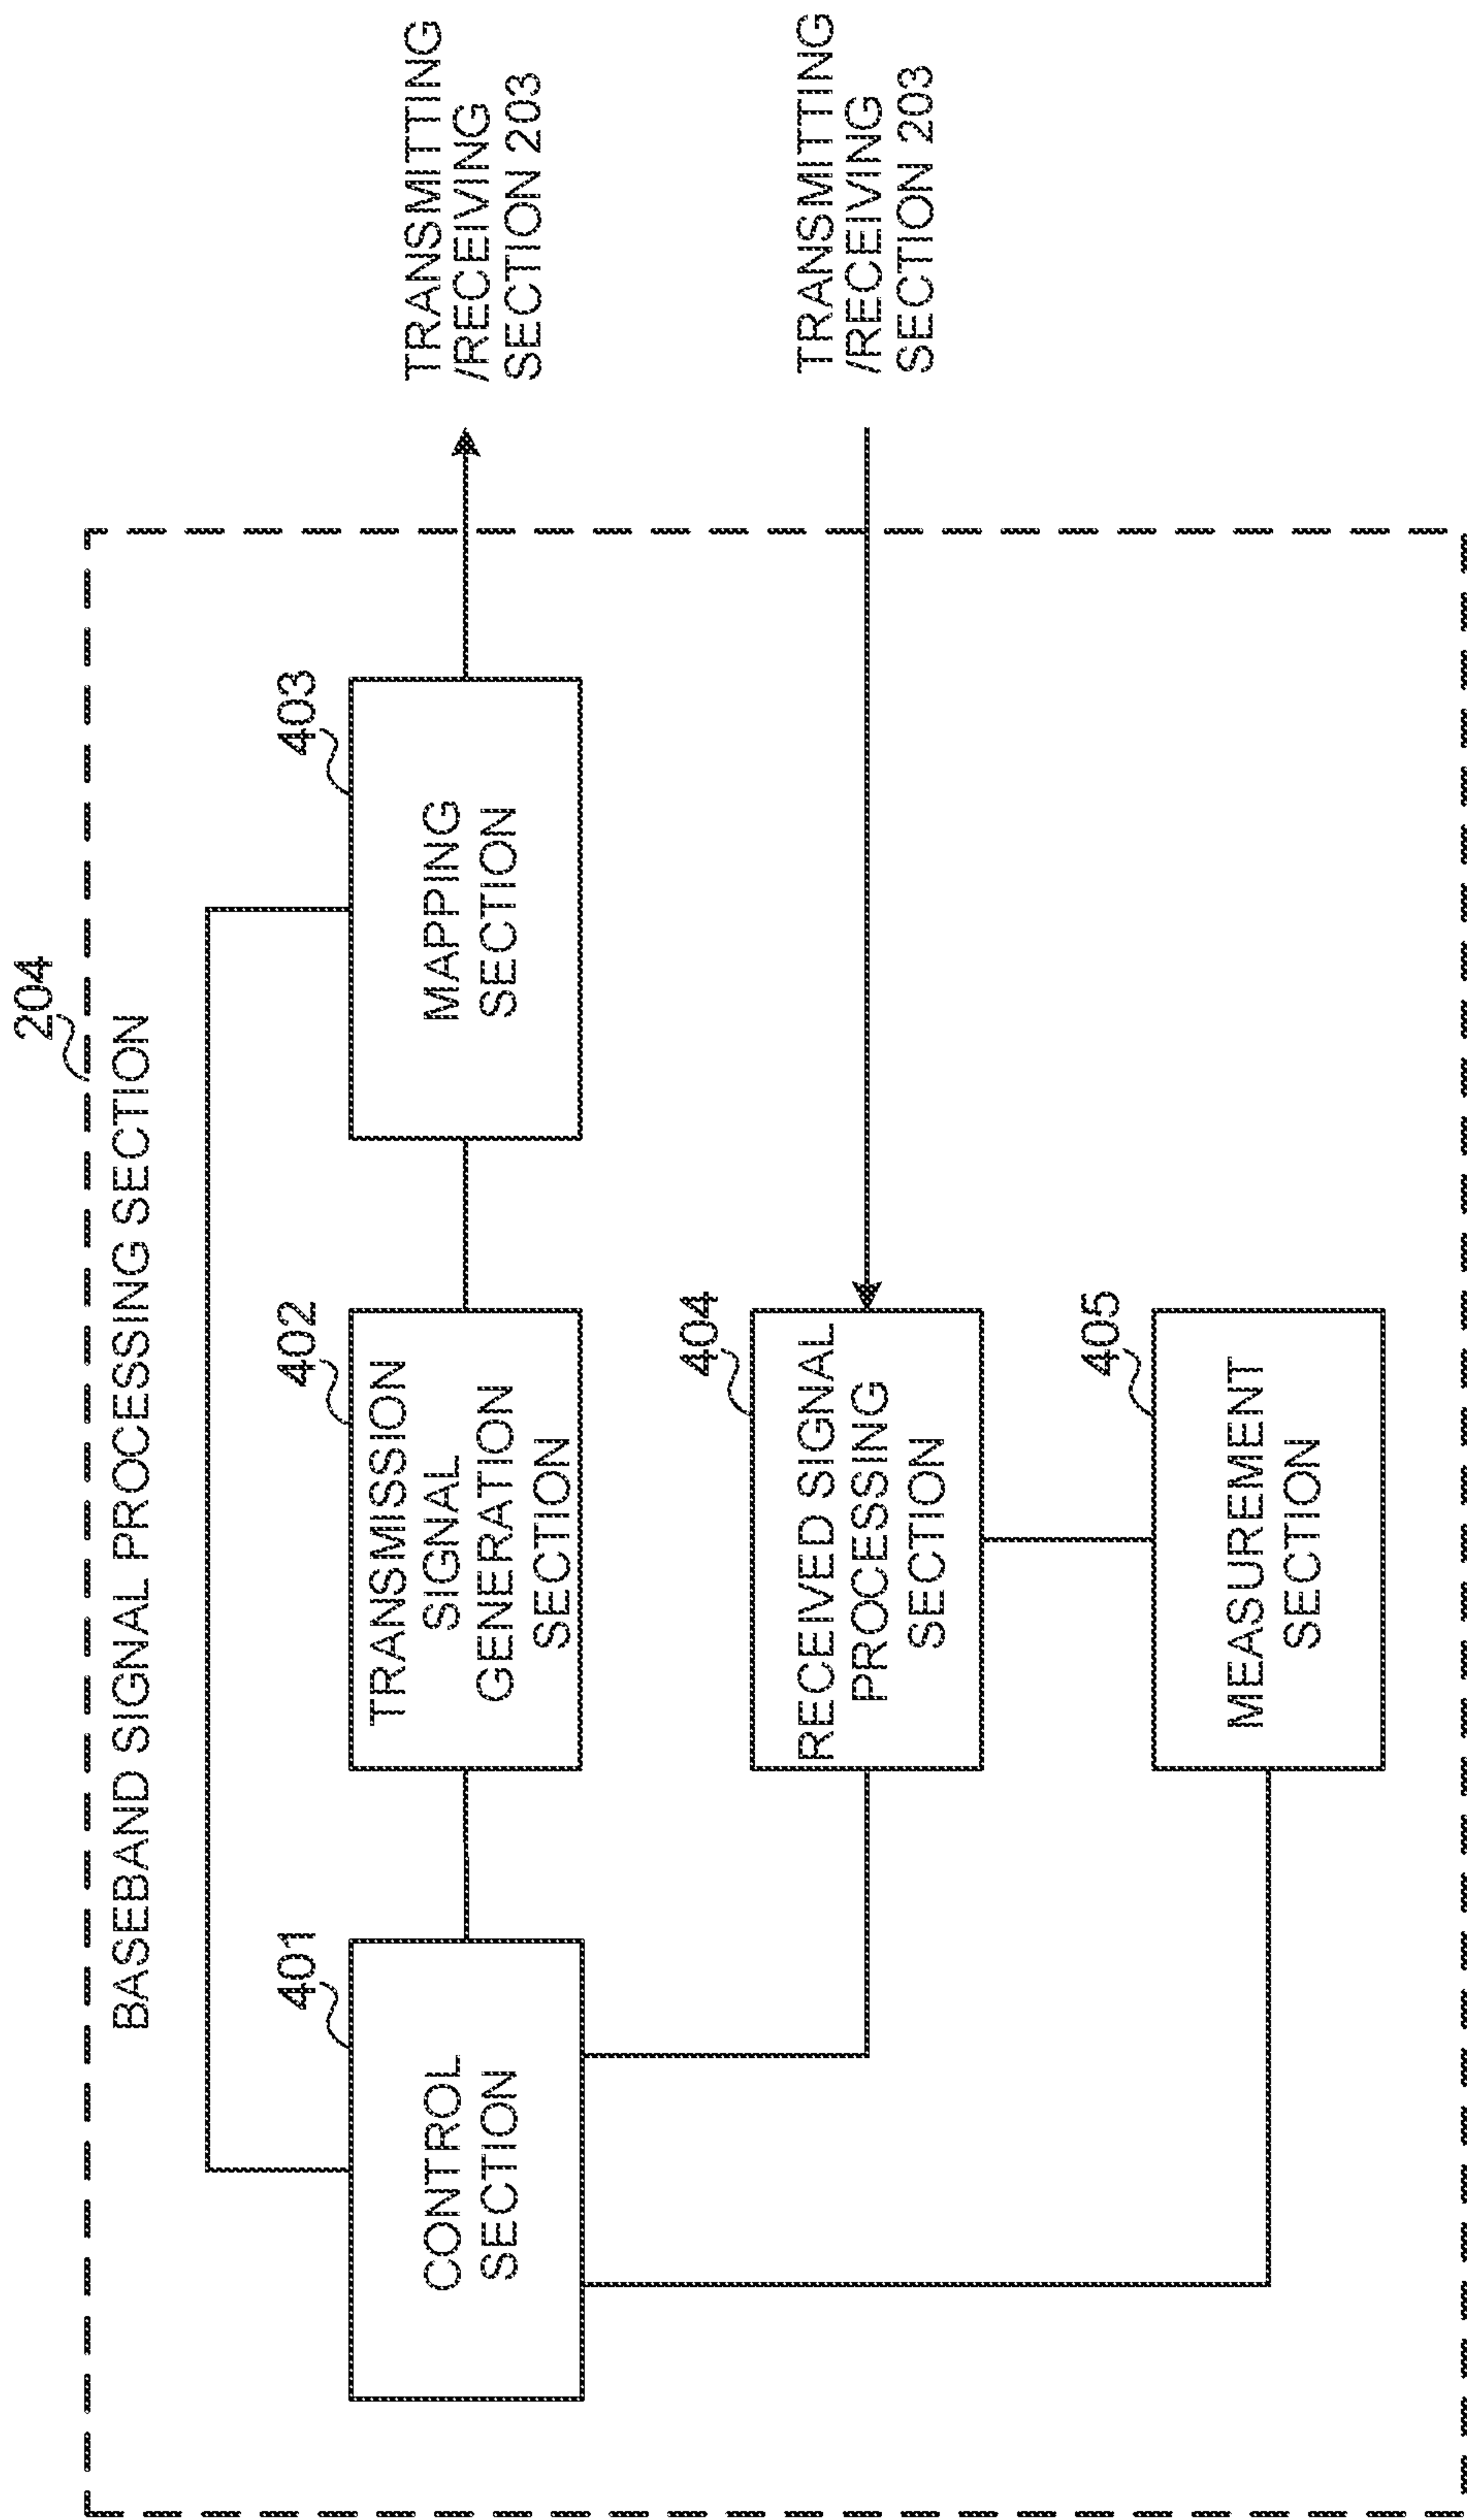 204
BASEBAND SIGNAL PROCESSING SECTION
401
CONTROL
SECTION
402
TRANSMISSION
SIGNAL
GENERATION
SECTION
403
MAPPING
SECTION
TRANSMITTING
/RECEIVING
SECTION 203
404
RECEIVED SIGNAL
PROCESSING
SECTION
TRANSMITTING
/RECEIVING
SECTION 203
405
MEASUREMENT
SECTION